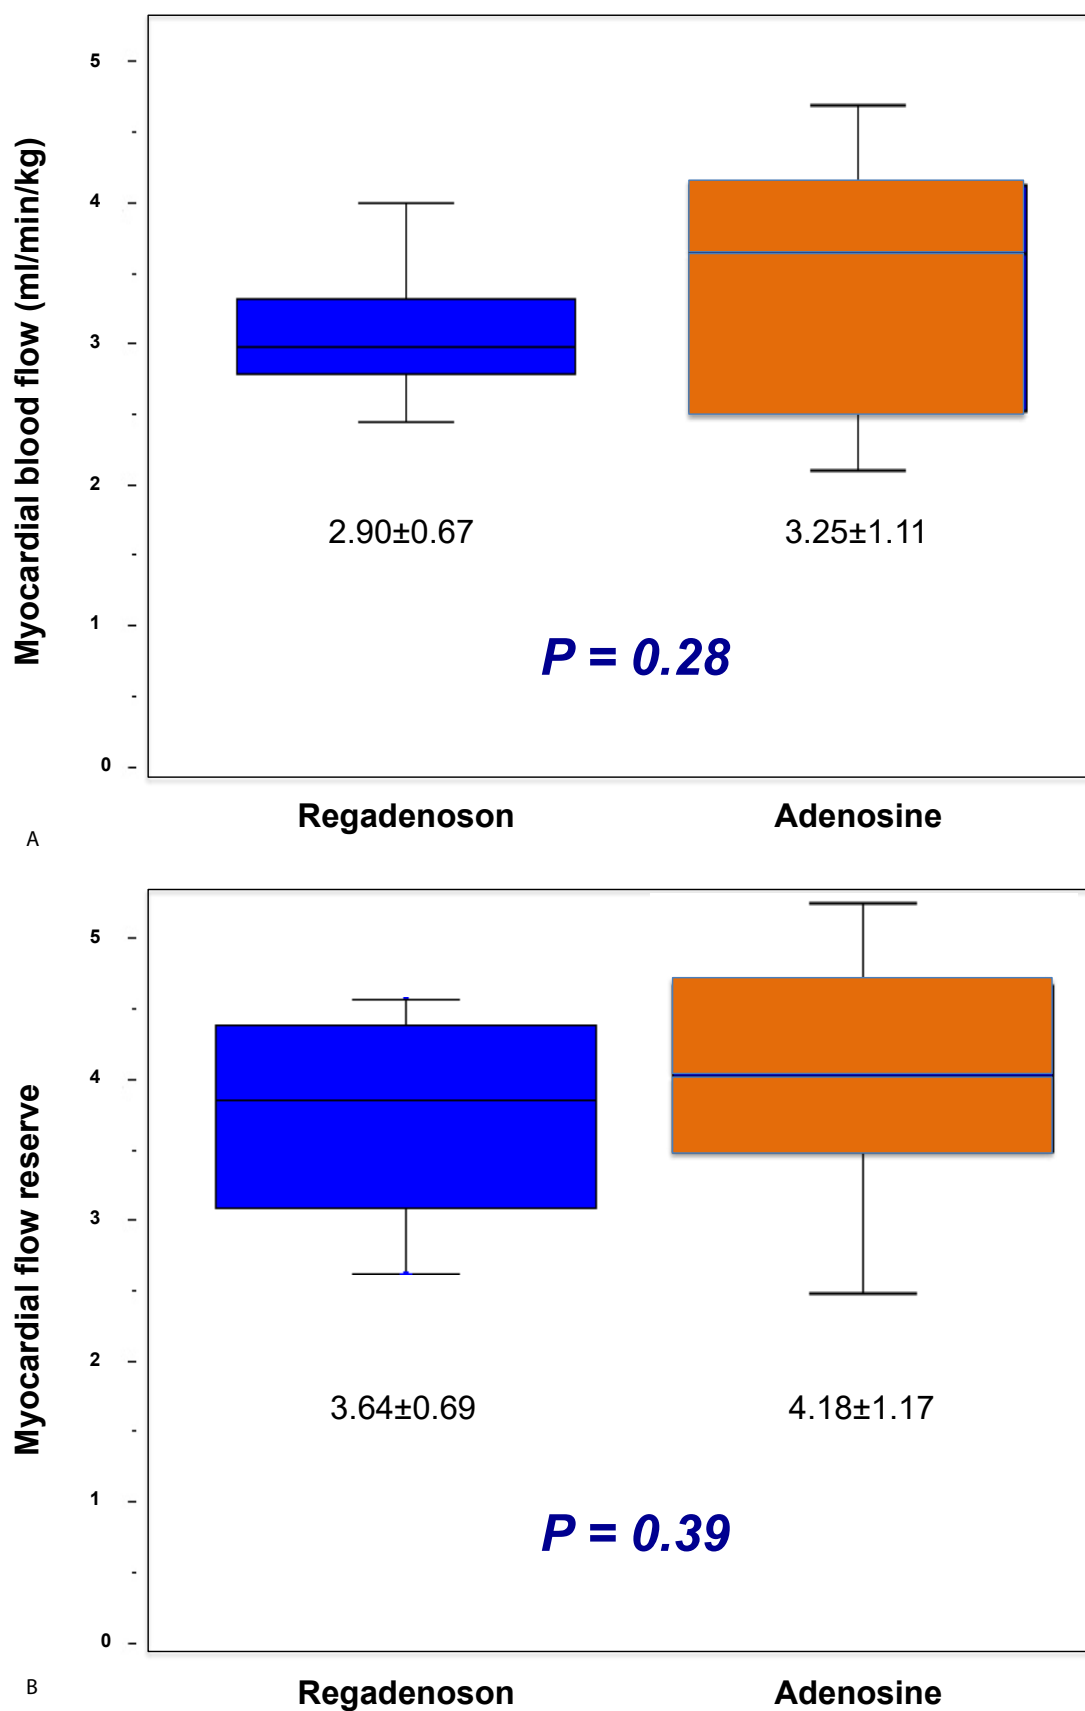 Myocardial blood flow (ml/min/kg)
5
4
3
2
1
0
2.90±0.67
3.25±1.11
P = 0.28
Regadenoson
Adenosine
A
Myocardial flow reserve
5
4
3
2
1
0
3.64±0.69
4.18±1.17
P = 0.39
Regadenoson
Adenosine
B